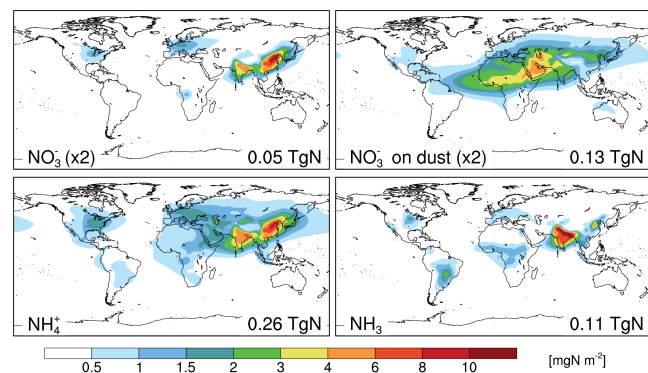 NO₃⁻ (x2) 0.05 TgN
NO₃⁻ on dust (x2) 0.13 TgN
NH₄⁺ 0.26 TgN
NH₃ 0.11 TgN
0.5 1 1.5 2 3 4 6 8 10 [mgN m⁻²]